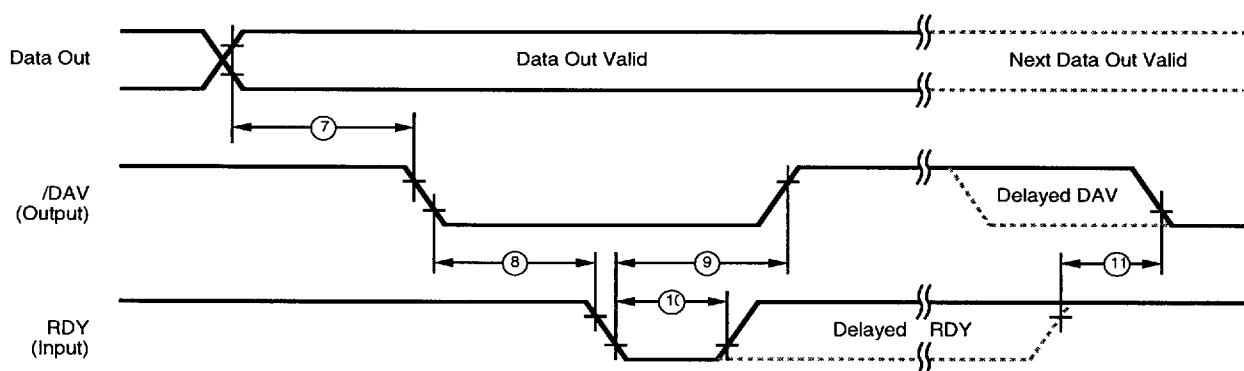 Data Out
Data Out Valid
Next Data Out Valid
7
/DAV
(Output)
Delayed DAV
8
9
11
10
RDY
(Input)
Delayed RDY